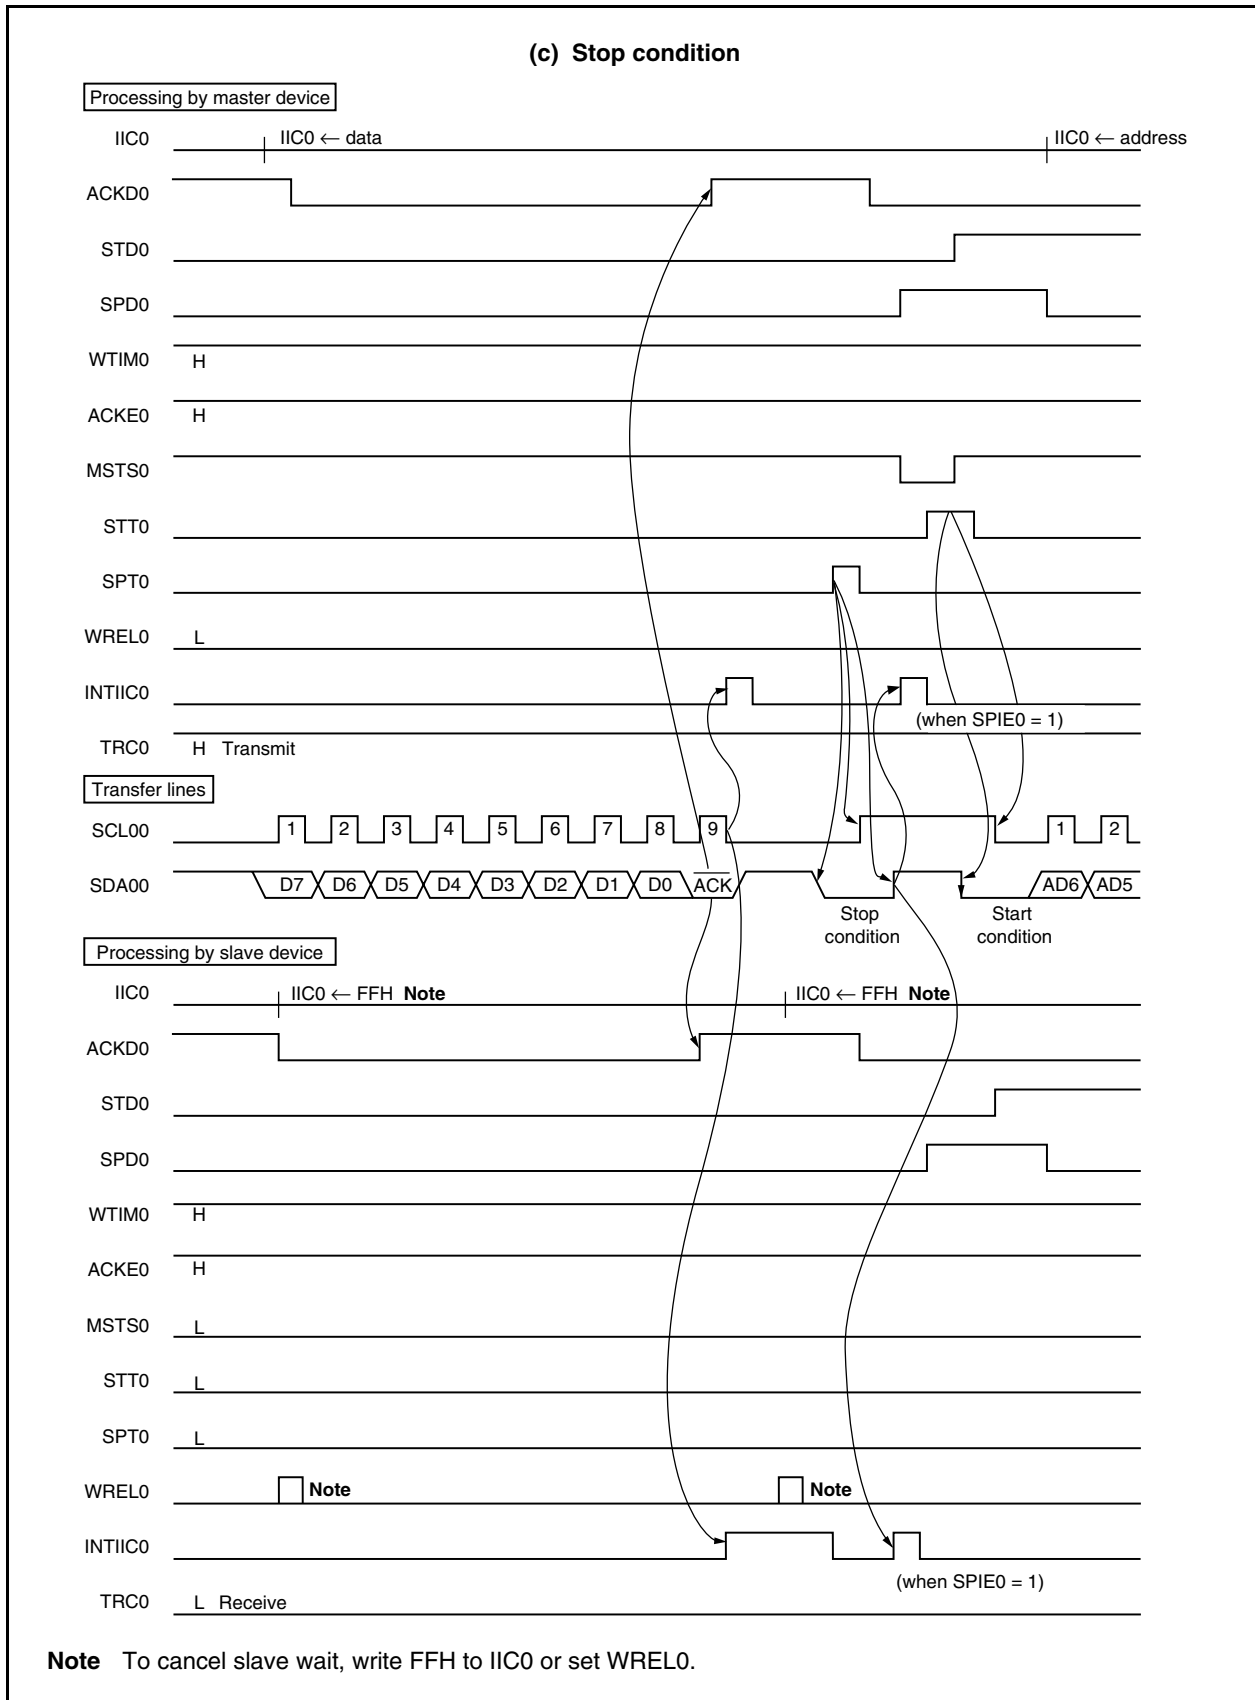 (c) Stop condition
Processing by master device
IIC0 IIC0 ← data IIC0 ← address
ACKD0
STD0
SPD0
WTIM0 H
ACKE0 H
MSTS0
STT0
SPT0
WREL0 L
INTIIC0
(when SPIE0 = 1)
TRC0 H Transmit
Transfer lines
SCL00 1 2 3 4 5 6 7 8 9 1 2
SDA00 D7 D6 D5 D4 D3 D2 D1 D0 ACK AD6 AD5
Stop condition
Start condition
Processing by slave device
IIC0 IIC0 ← FFH Note IIC0 ← FFH Note
ACKD0
STD0
SPD0
WTIM0 H
ACKE0 H
MSTS0 L
STT0 L
SPT0 L
WREL0 Note Note
INTIIC0
(when SPIE0 = 1)
TRC0 L Receive
Note To cancel slave wait, write FFH to IIC0 or set WREL0.